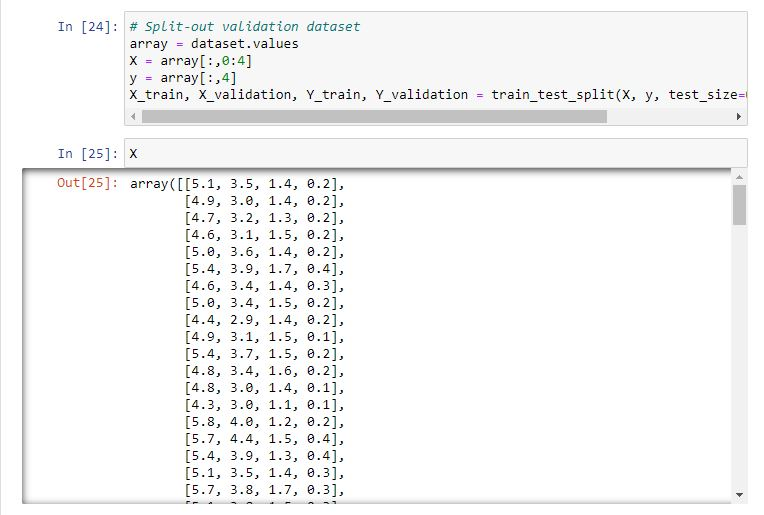 In [24]: # Split-out validation dataset
array = dataset.values
X = array[:,0:4]
y = array[:,4]
X_train, X_validation, Y_train, Y_validation = train_test_split(X, y, test_size=
In [25]: X
Out[25]: array([[5.1, 3.5, 1.4, 0.2],
[4.9, 3.0, 1.4, 0.2],
[4.7, 3.2, 1.3, 0.2],
[4.6, 3.1, 1.5, 0.2],
[5.0, 3.6, 1.4, 0.2],
[5.4, 3.9, 1.7, 0.4],
[4.6, 3.4, 1.4, 0.3],
[5.0, 3.4, 1.5, 0.2],
[4.4, 2.9, 1.4, 0.2],
[4.9, 3.1, 1.5, 0.1],
[5.4, 3.7, 1.5, 0.2],
[4.8, 3.4, 1.6, 0.2],
[4.8, 3.0, 1.4, 0.1],
[4.3, 3.0, 1.1, 0.1],
[5.8, 4.0, 1.2, 0.2],
[5.7, 4.4, 1.5, 0.4],
[5.4, 3.9, 1.3, 0.4],
[5.1, 3.5, 1.4, 0.3],
[5.7, 3.8, 1.7, 0.3],